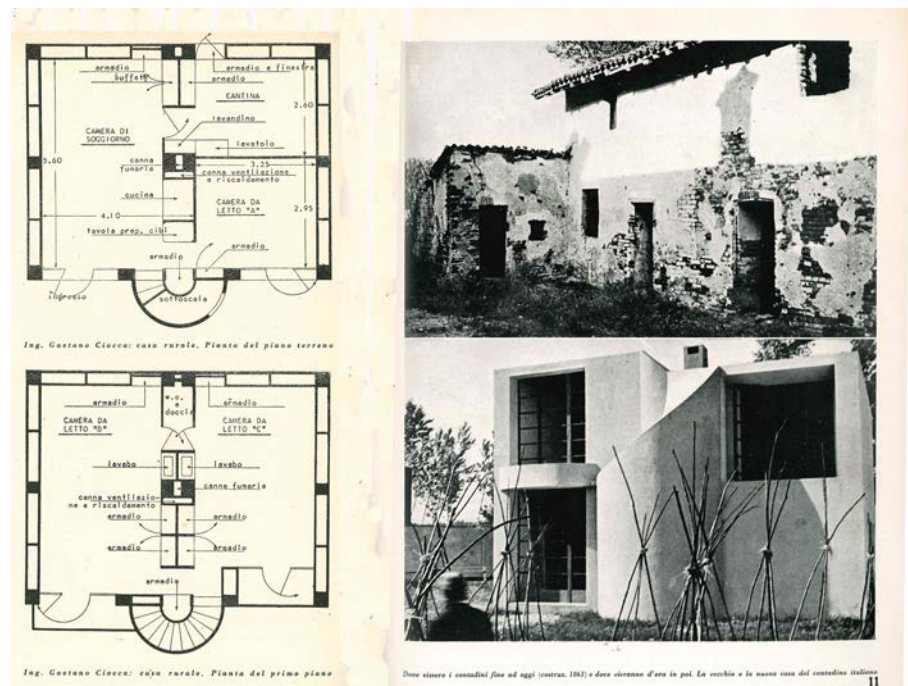 armadio
buffet
armadio e finestra
armadio
CANTINA
2.60
lavandino
CAMERA DI
SOGGIORNO
lavatoio
5.60
canna
fumaria
3.25
canna ventilazione
e riscaldamento
cucina
4.10
CAMERA DA
LETTO "A"
2.95
tavola prep. cibi
armadio
armadio
ingresso
sottoscala
Ing. Gaetano Ciocca: casa rurale, Pianta del piano terreno
armadio
w.c.
e
doccia
armadio
CAMERA DA
LETTO "B"
CAMERA DA
LETTO "C"
lavabo
lavabo
canna fumaria
canna ventilazio-
ne e riscaldamento
armadio
armadio
armadio
armadio
armadio
Ing. Gaetano Ciocca: casa rurale, Pianta del primo piano
Dove vissero i contadini fino ad oggi (costruz. 1863) e dove vivranno d'ora in poi. La vecchia e la nuova casa del contadino italiano
11